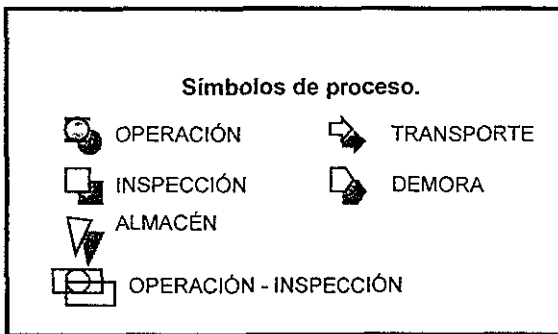 Símbolos de proceso.
OPERACIÓN
TRANSPORTE
INSPECCIÓN
DEMORA
ALMACÉN
OPERACIÓN - INSPECCIÓN